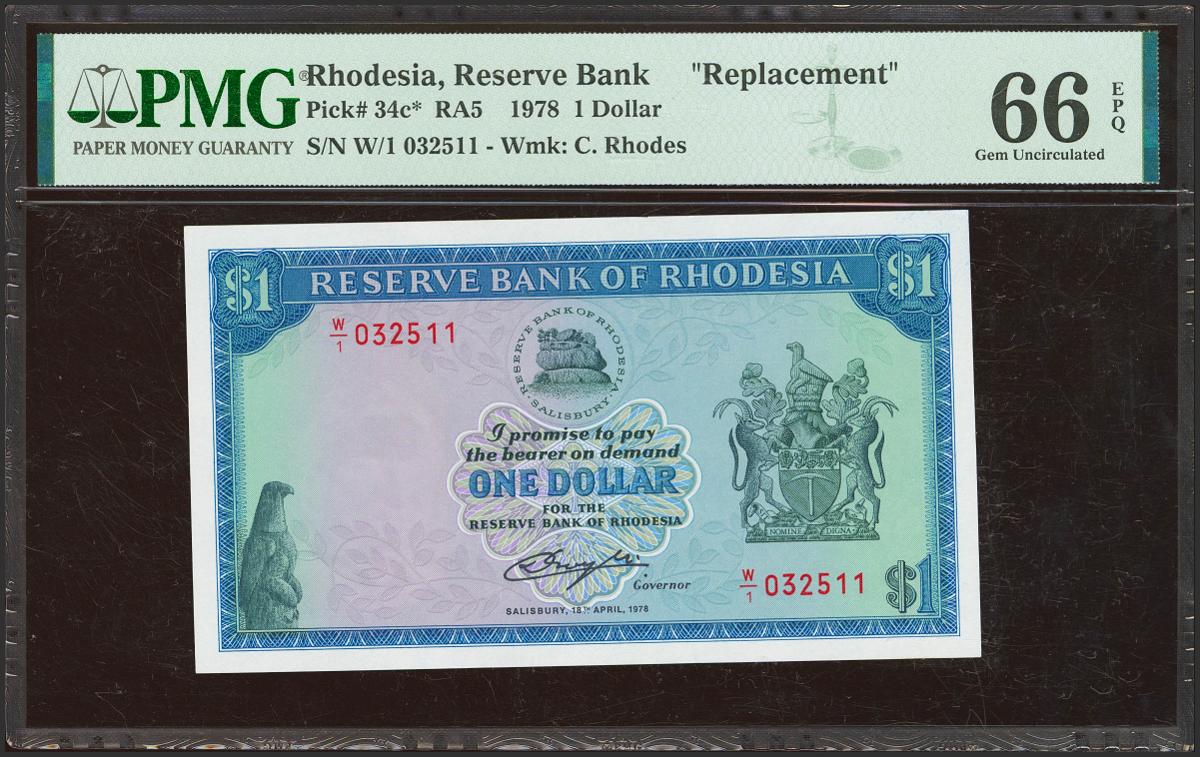 PMG®
PAPER MONEY GUARANTY
Rhodesia, Reserve Bank "Replacement"
Pick# 34c* RA5 1978 1 Dollar
S/N W/1 032511 - Wmk: C. Rhodes
66
EPQ
Gem Uncirculated
$1
RESERVE BANK OF RHODESIA
$1
W/1 032511
RESERVE BANK OF RHODESIA
· SALISBURY ·
I promise to pay
the bearer on demand
ONE DOLLAR
FOR THE
RESERVE BANK OF RHODESIA
Governor
SALISBURY, 18TH APRIL, 1978
NOMINE DIGNA
W/1 032511
$1